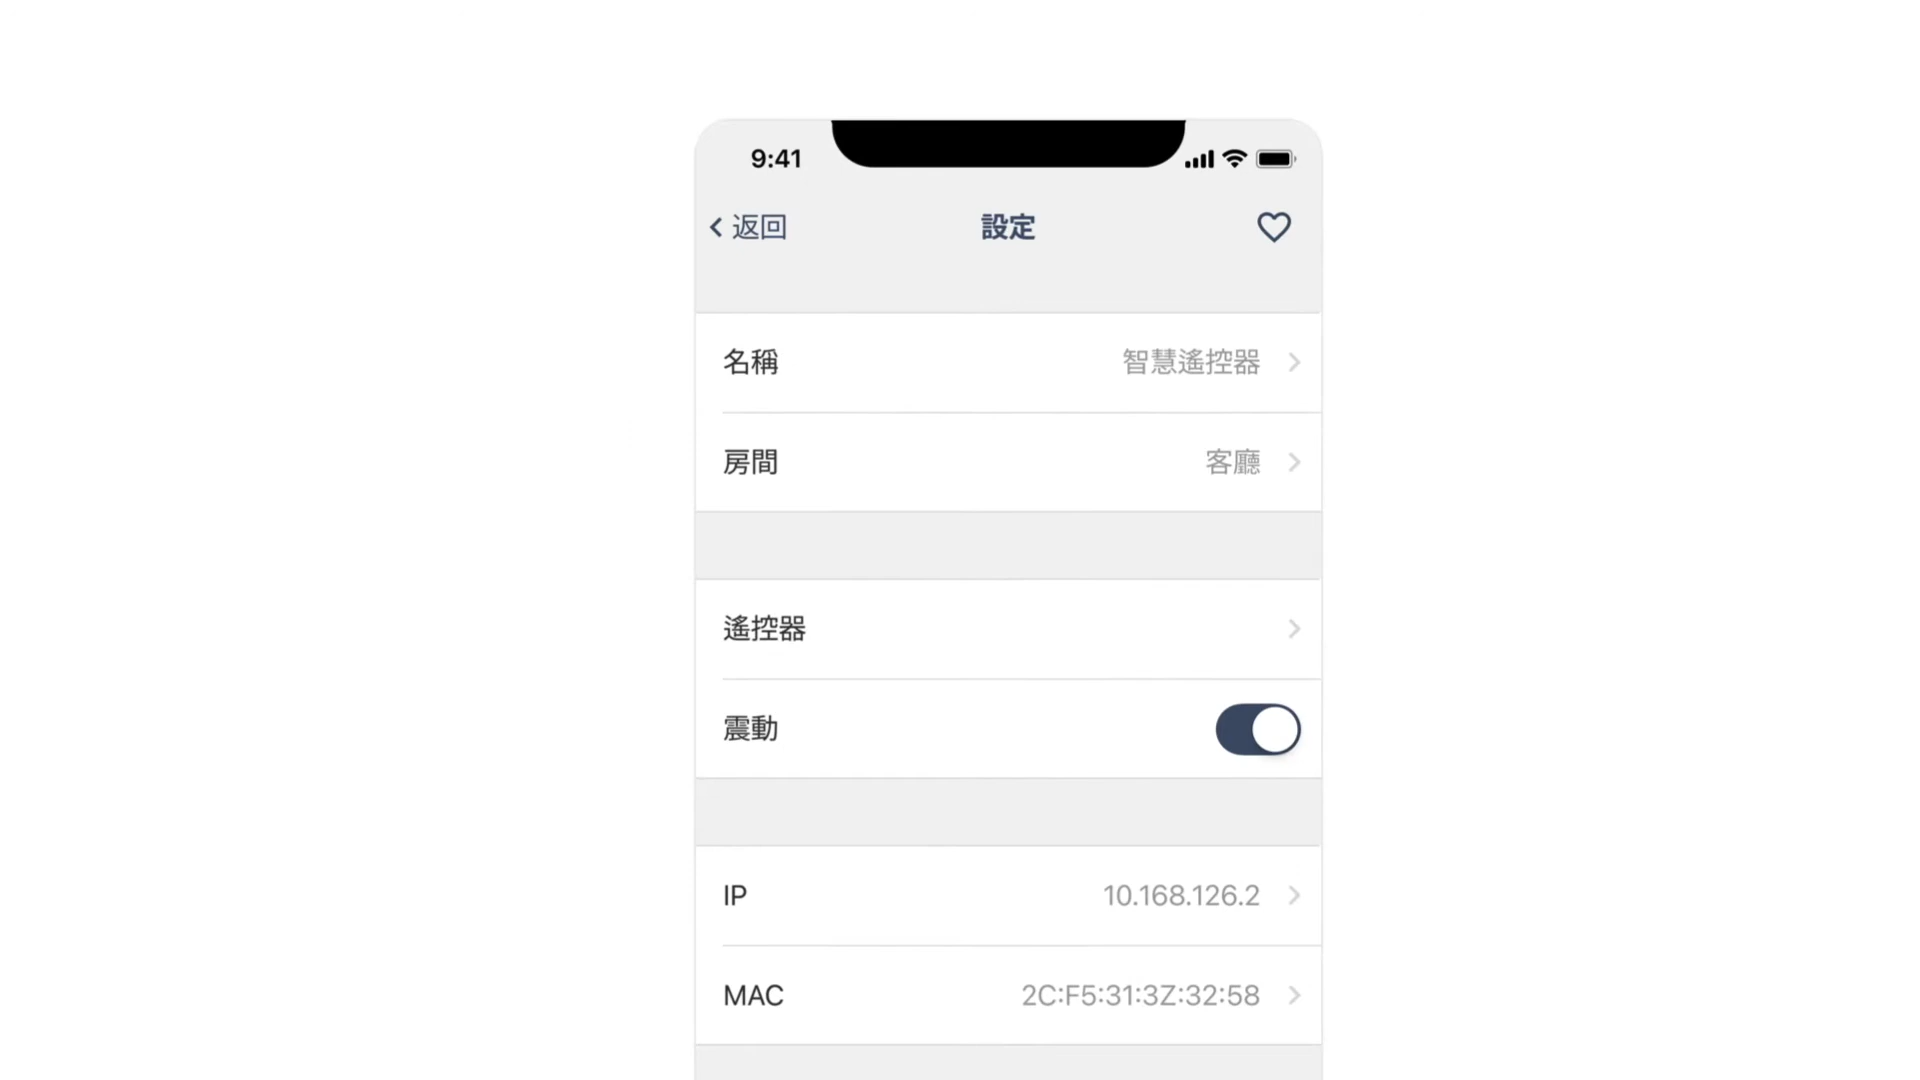 9:41
返回
設定
名稱
智慧遙控器
房間
客廳
遙控器
震動
IP
10.168.126.2
MAC
2C:F5:31:3Z:32:58